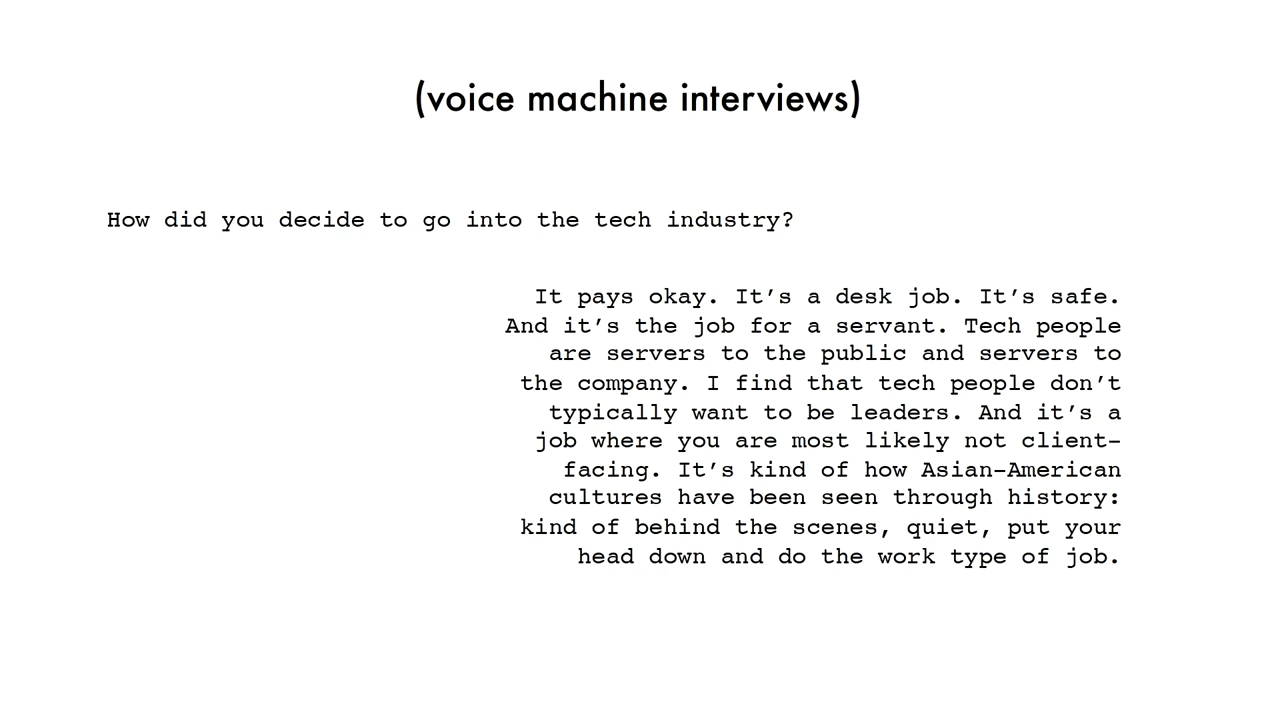 (voice machine interviews)
How did you decide to go into the tech industry?
It pays okay. It’s a desk job. It’s safe.
And it’s the job for a servant. Tech people
are servers to the public and servers to
the company. I find that tech people don’t
typically want to be leaders. And it’s a
job where you are most likely not client-
facing. It’s kind of how Asian-American
cultures have been seen through history:
kind of behind the scenes, quiet, put your
head down and do the work type of job.